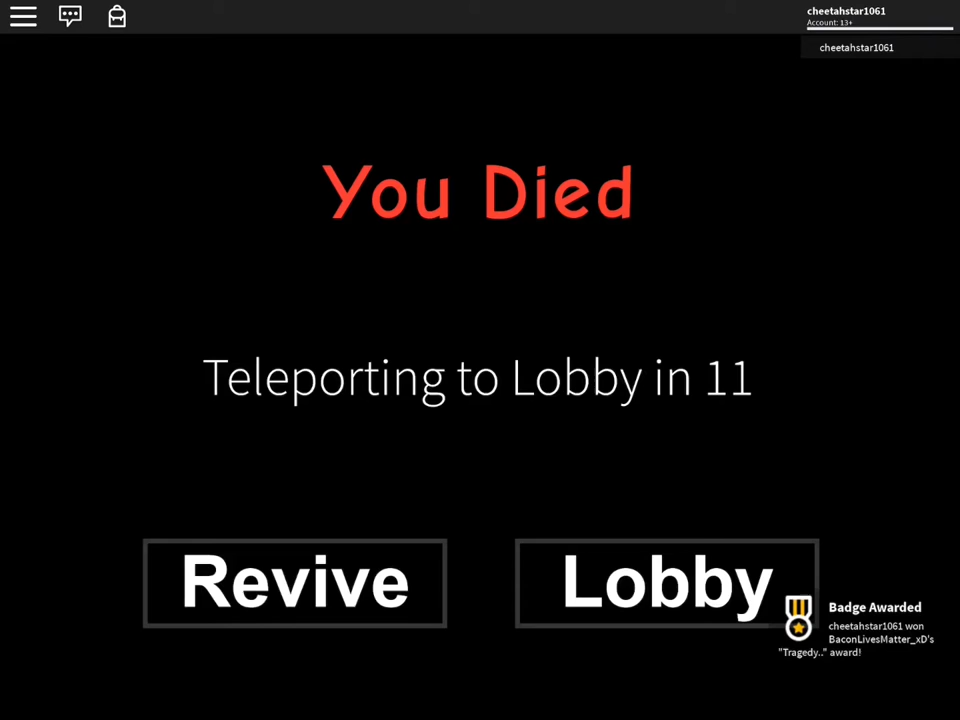 cheetahstar1061
Account: 13+
cheetahstar1061
You Died
Teleporting to Lobby in 11
Revive
Lobby
Badge Awarded
cheetahstar1061 won
BaconLivesMatter_xD's
"Tragedy.." award!